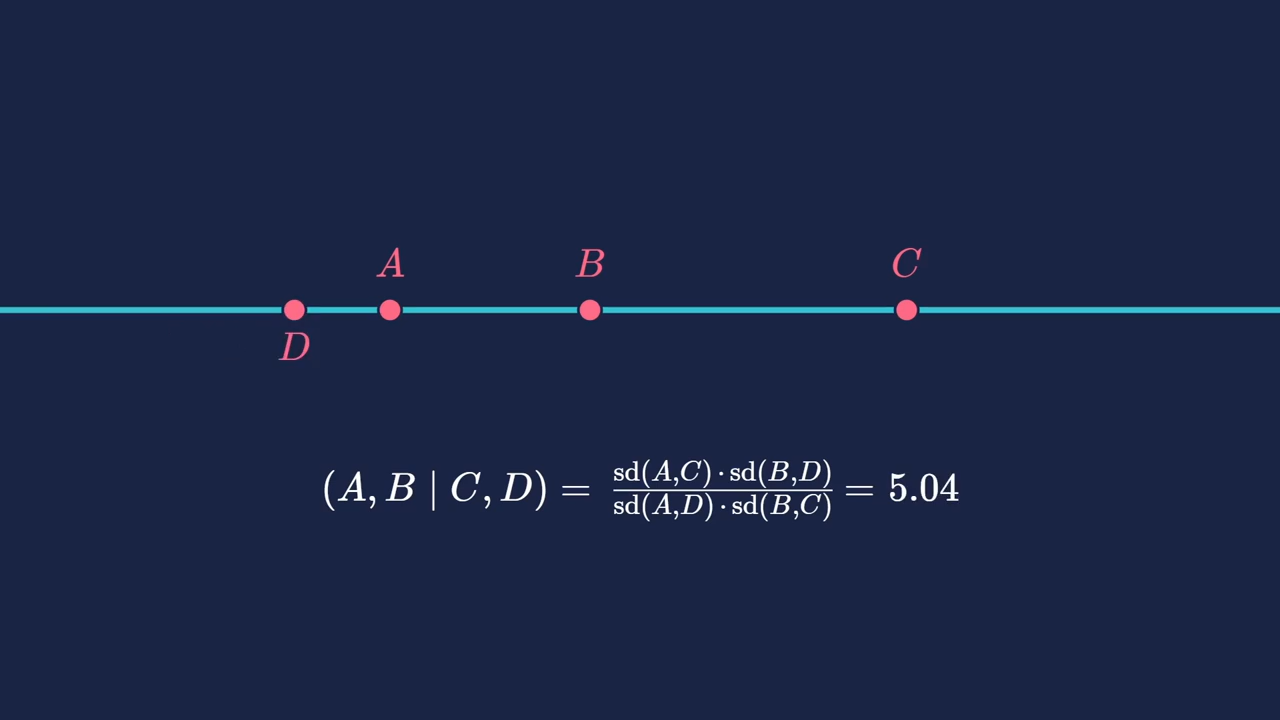 A B C
D
(A, B | C, D) = sd(A,C)·sd(B,D) / sd(A,D)·sd(B,C) = 5.04